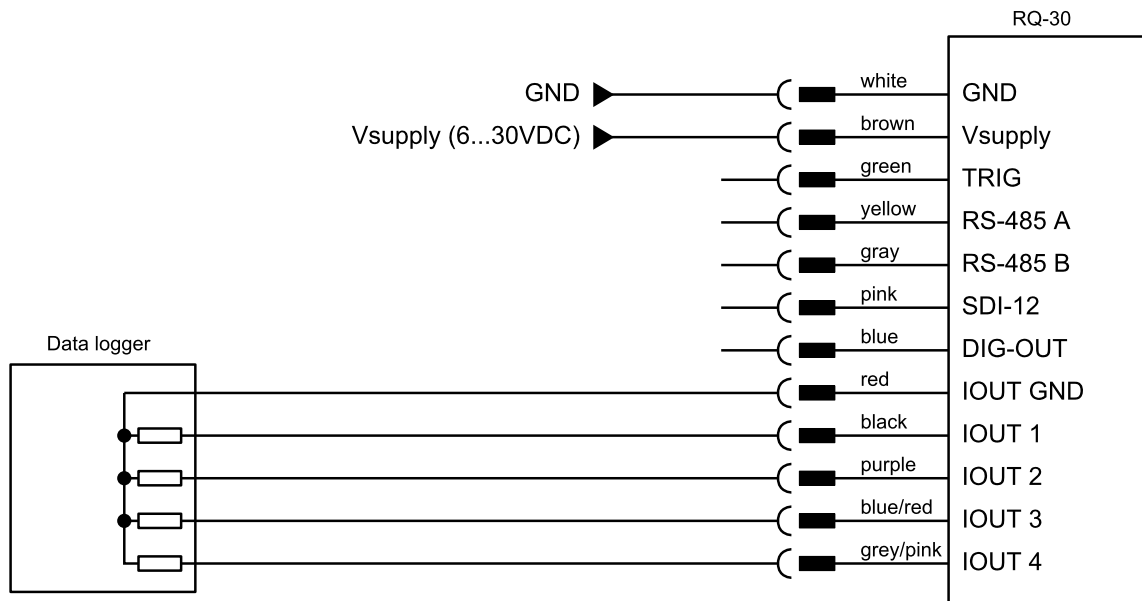 RQ-30
GND white GND
Vsupply (6...30VDC) brown Vsupply
green TRIG
yellow RS-485 A
gray RS-485 B
pink SDI-12
blue DIG-OUT
Data logger
red IOUT GND
black IOUT 1
purple IOUT 2
blue/red IOUT 3
grey/pink IOUT 4